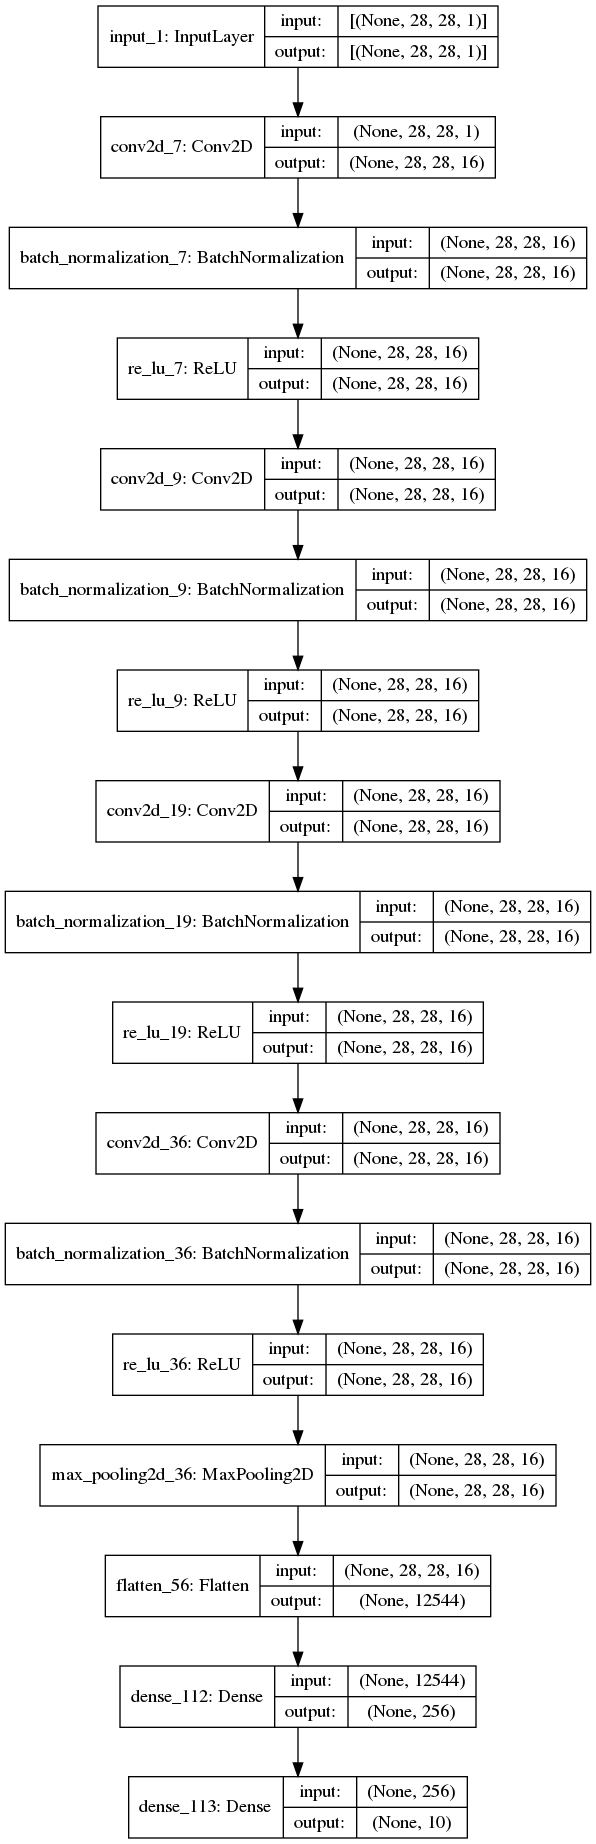 input_1: InputLayer
input: [(None, 28, 28, 1)]
output: [(None, 28, 28, 1)]
conv2d_7: Conv2D
input: (None, 28, 28, 1)
output: (None, 28, 28, 16)
batch_normalization_7: BatchNormalization
input: (None, 28, 28, 16)
output: (None, 28, 28, 16)
re_lu_7: ReLU
input: (None, 28, 28, 16)
output: (None, 28, 28, 16)
conv2d_9: Conv2D
input: (None, 28, 28, 16)
output: (None, 28, 28, 16)
batch_normalization_9: BatchNormalization
input: (None, 28, 28, 16)
output: (None, 28, 28, 16)
re_lu_9: ReLU
input: (None, 28, 28, 16)
output: (None, 28, 28, 16)
conv2d_19: Conv2D
input: (None, 28, 28, 16)
output: (None, 28, 28, 16)
batch_normalization_19: BatchNormalization
input: (None, 28, 28, 16)
output: (None, 28, 28, 16)
re_lu_19: ReLU
input: (None, 28, 28, 16)
output: (None, 28, 28, 16)
conv2d_36: Conv2D
input: (None, 28, 28, 16)
output: (None, 28, 28, 16)
batch_normalization_36: BatchNormalization
input: (None, 28, 28, 16)
output: (None, 28, 28, 16)
re_lu_36: ReLU
input: (None, 28, 28, 16)
output: (None, 28, 28, 16)
max_pooling2d_36: MaxPooling2D
input: (None, 28, 28, 16)
output: (None, 28, 28, 16)
flatten_56: Flatten
input: (None, 28, 28, 16)
output: (None, 12544)
dense_112: Dense
input: (None, 12544)
output: (None, 256)
dense_113: Dense
input: (None, 256)
output: (None, 10)